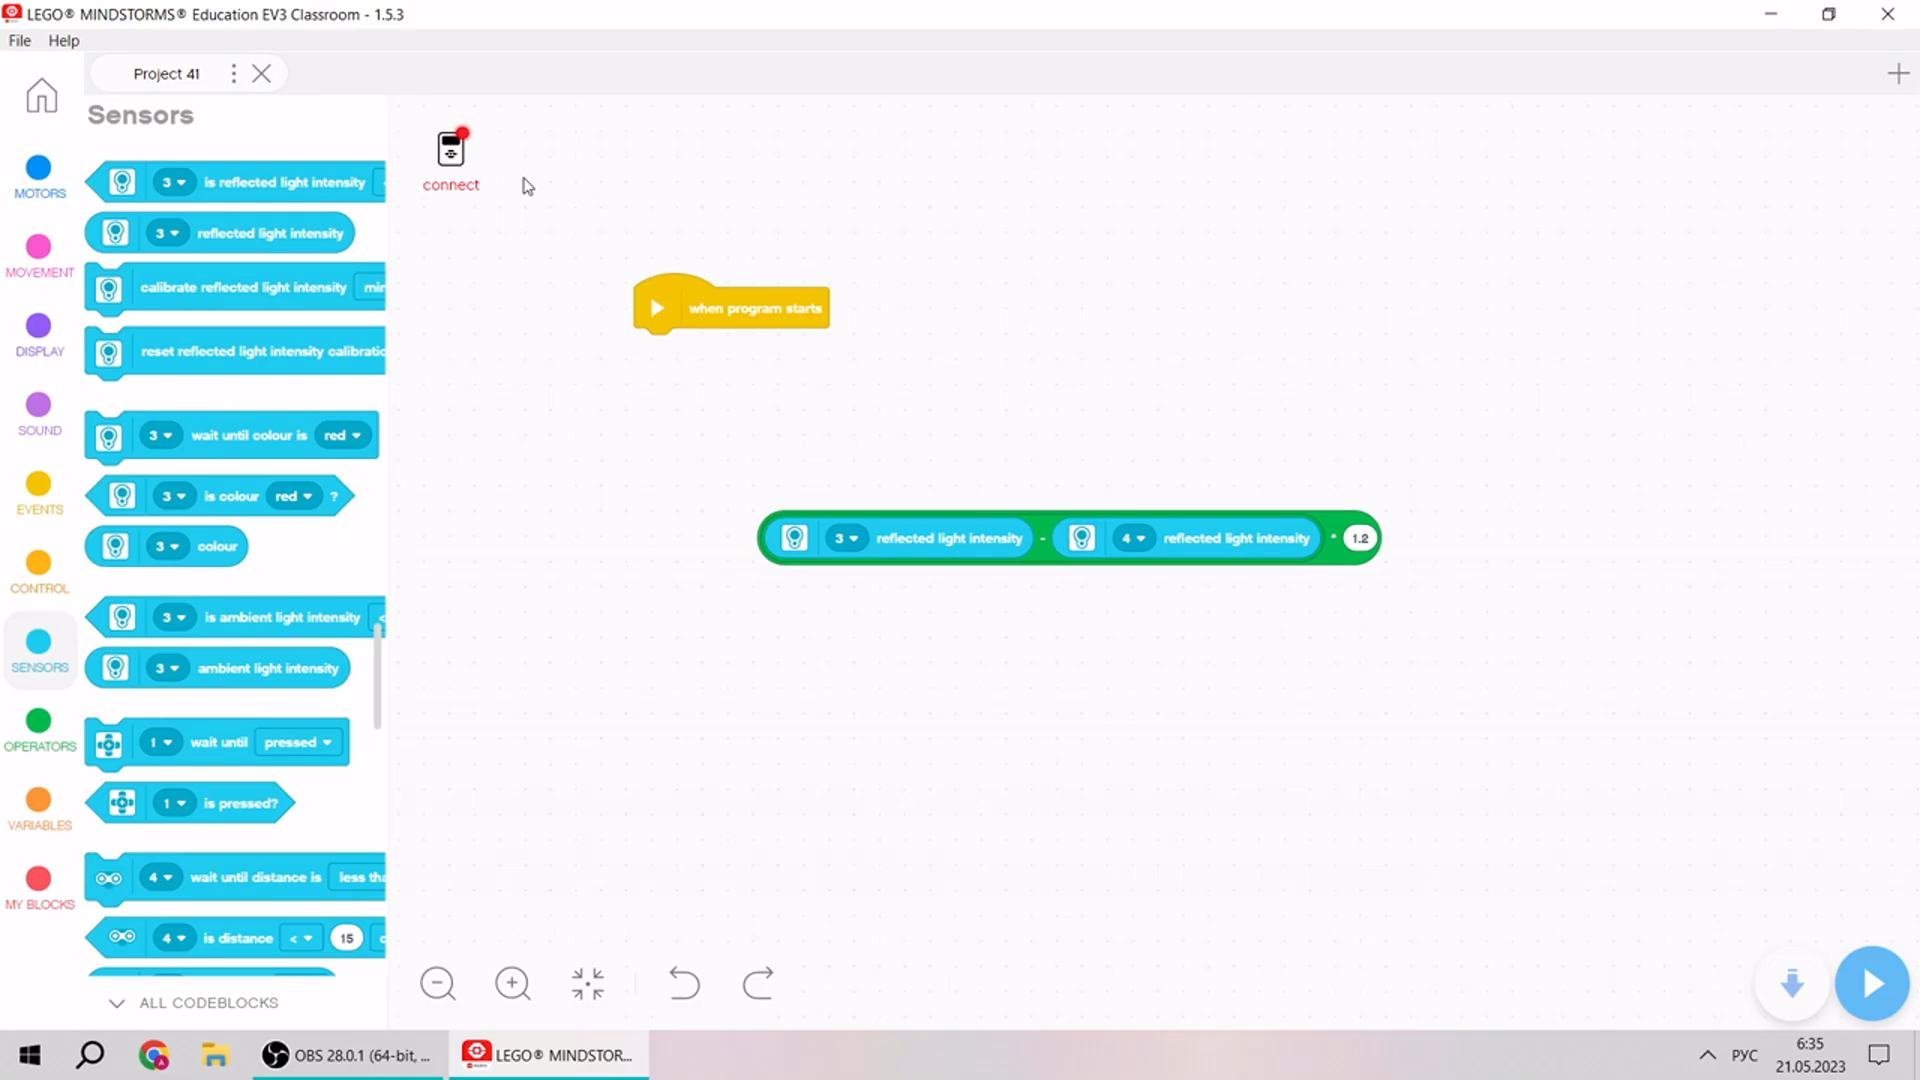 LEGO® MINDSTORMS® Education EV3 Classroom - 1.5.3
File Help
Project 41
Sensors
MOTORS
MOVEMENT
DISPLAY
SOUND
EVENTS
CONTROL
SENSORS
OPERATORS
VARIABLES
MY BLOCKS
3 is reflected light intensity
3 reflected light intensity
calibrate reflected light intensity
reset reflected light intensity
3 wait until colour is red
3 is colour red ?
3 colour
3 is ambient light intensity <
3 ambient light intensity
1 wait until pressed
1 is pressed?
4 wait until distance is less
4 is distance < 15
ALL CODEBLOCKS
connect
when program starts
3 reflected light intensity - 4 reflected light intensity * 1.2
OBS 28.0.1 (64-bit, ...
LEGO® MINDSTOR...
РУС
6:35
21.05.2023